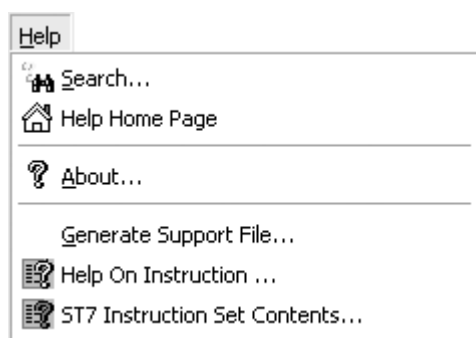 Help
Search...
Help Home Page
About...
Generate Support File...
Help On Instruction ...
ST7 Instruction Set Contents...